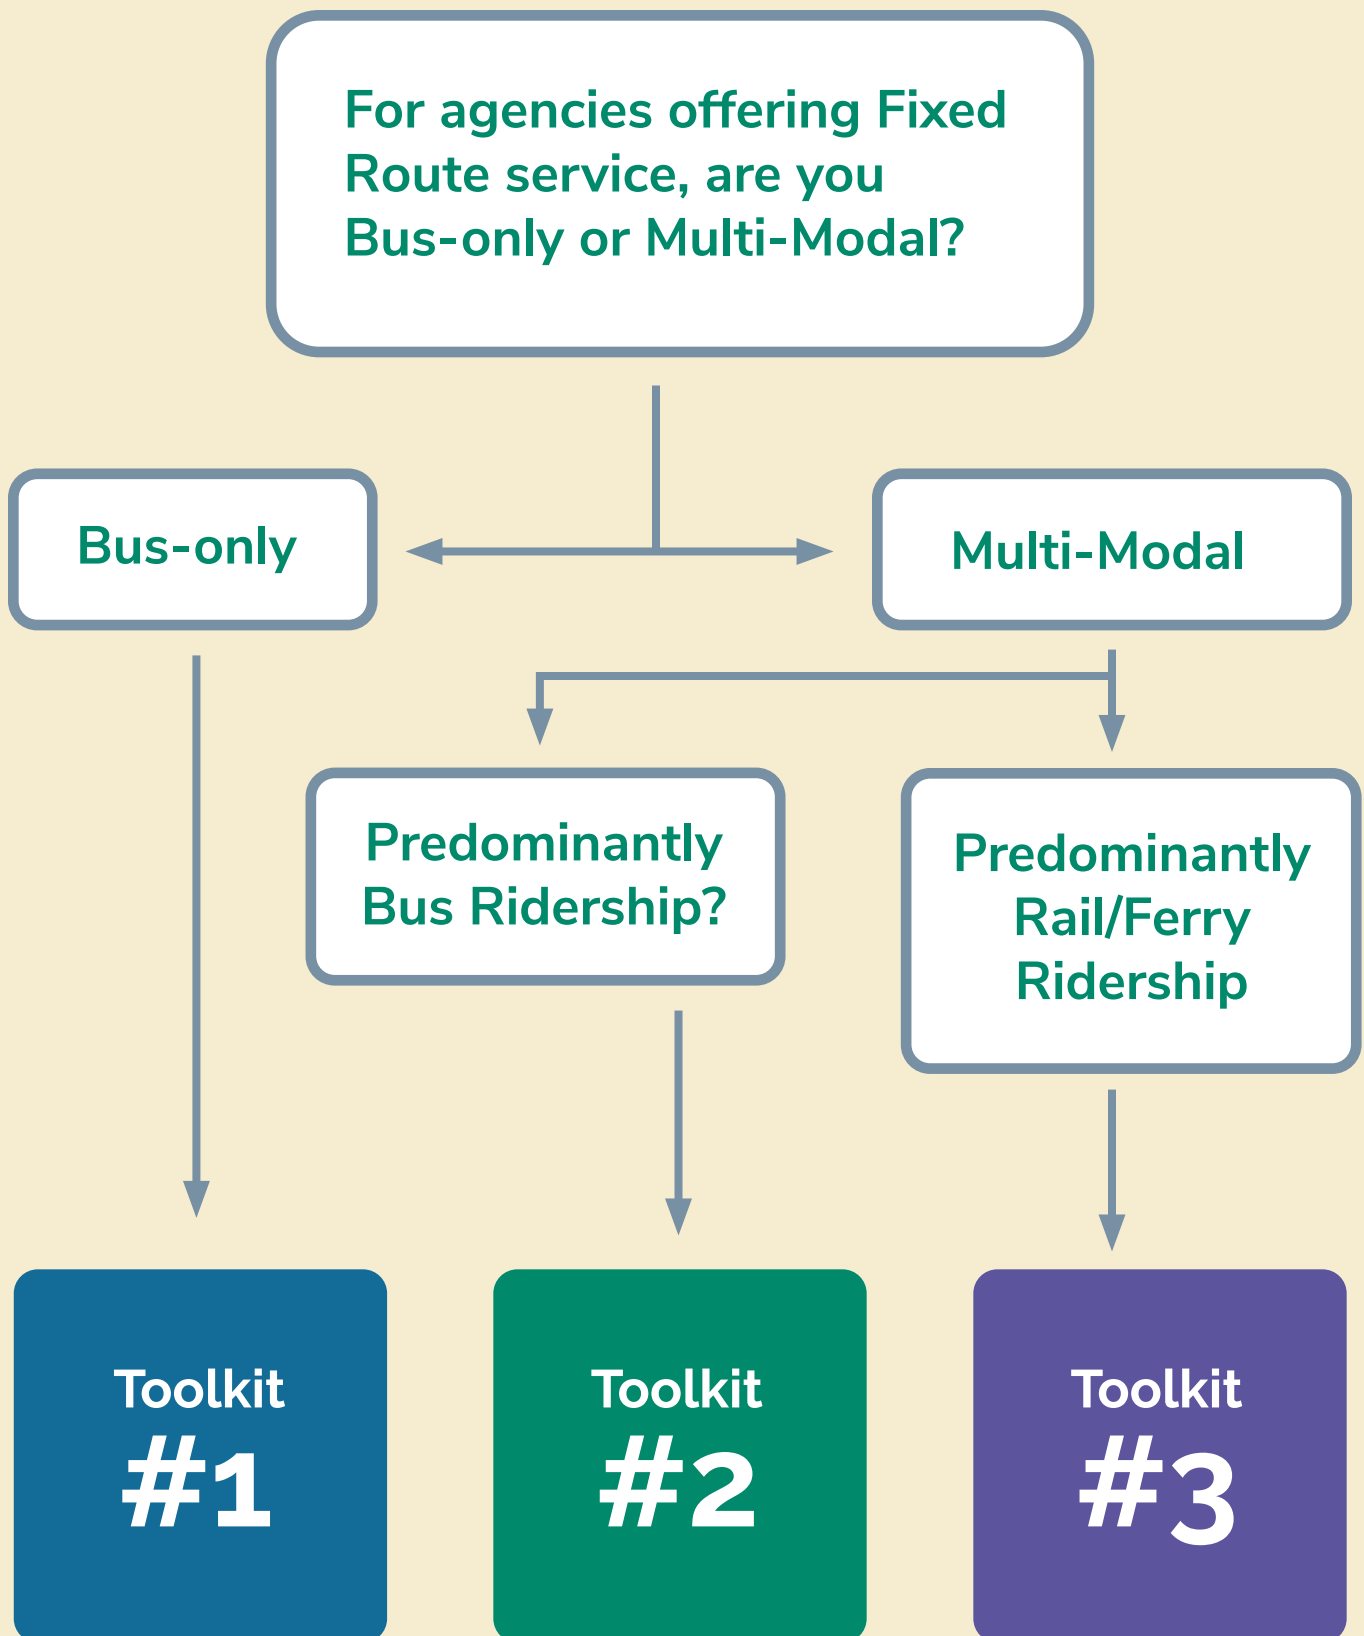 For agencies offering Fixed
Route service, are you
Bus-only or Multi-Modal?
Bus-only
Multi-Modal
Predominantly
Bus Ridership?
Predominantly
Rail/Ferry
Ridership
Toolkit
#1
Toolkit
#2
Toolkit
#3